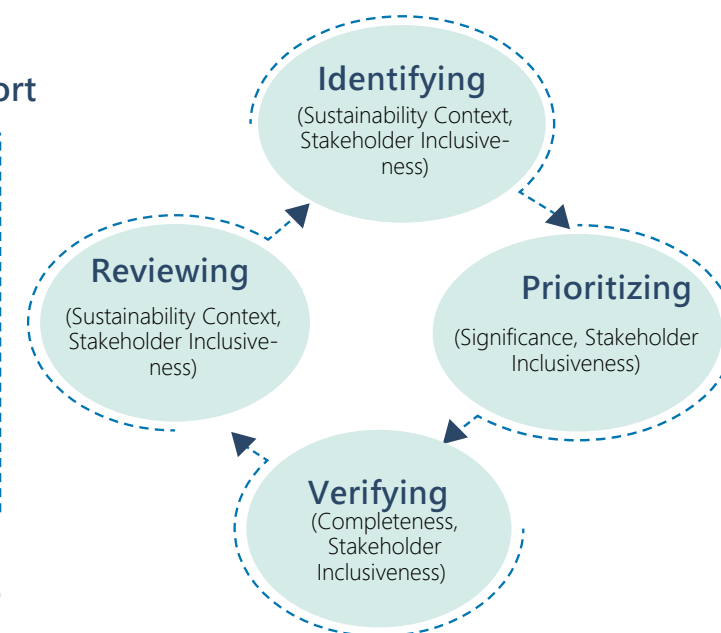 ort
Identifying
(Sustainability Context,
Stakeholder Inclusive-
ness)
Reviewing
(Sustainability Context,
Stakeholder Inclusive-
ness)
Prioritizing
(Significance, Stakeholder
Inclusiveness)
Verifying
(Completeness,
Stakeholder
Inclusiveness)